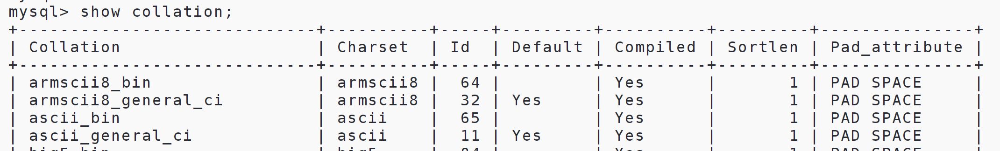 mysql> show collation;
+-----------------------------+----------+-----+---------+----------+---------+---------------+
| Collation                   | Charset  | Id  | Default | Compiled | Sortlen | Pad_attribute |
+-----------------------------+----------+-----+---------+----------+---------+---------------+
| armscii8_bin                | armscii8 |  64 |         | Yes      |       1 | PAD SPACE     |
| armscii8_general_ci         | armscii8 |  32 | Yes     | Yes      |       1 | PAD SPACE     |
| ascii_bin                   | ascii    |  65 |         | Yes      |       1 | PAD SPACE     |
| ascii_general_ci            | ascii    |  11 | Yes     | Yes      |       1 | PAD SPACE     |